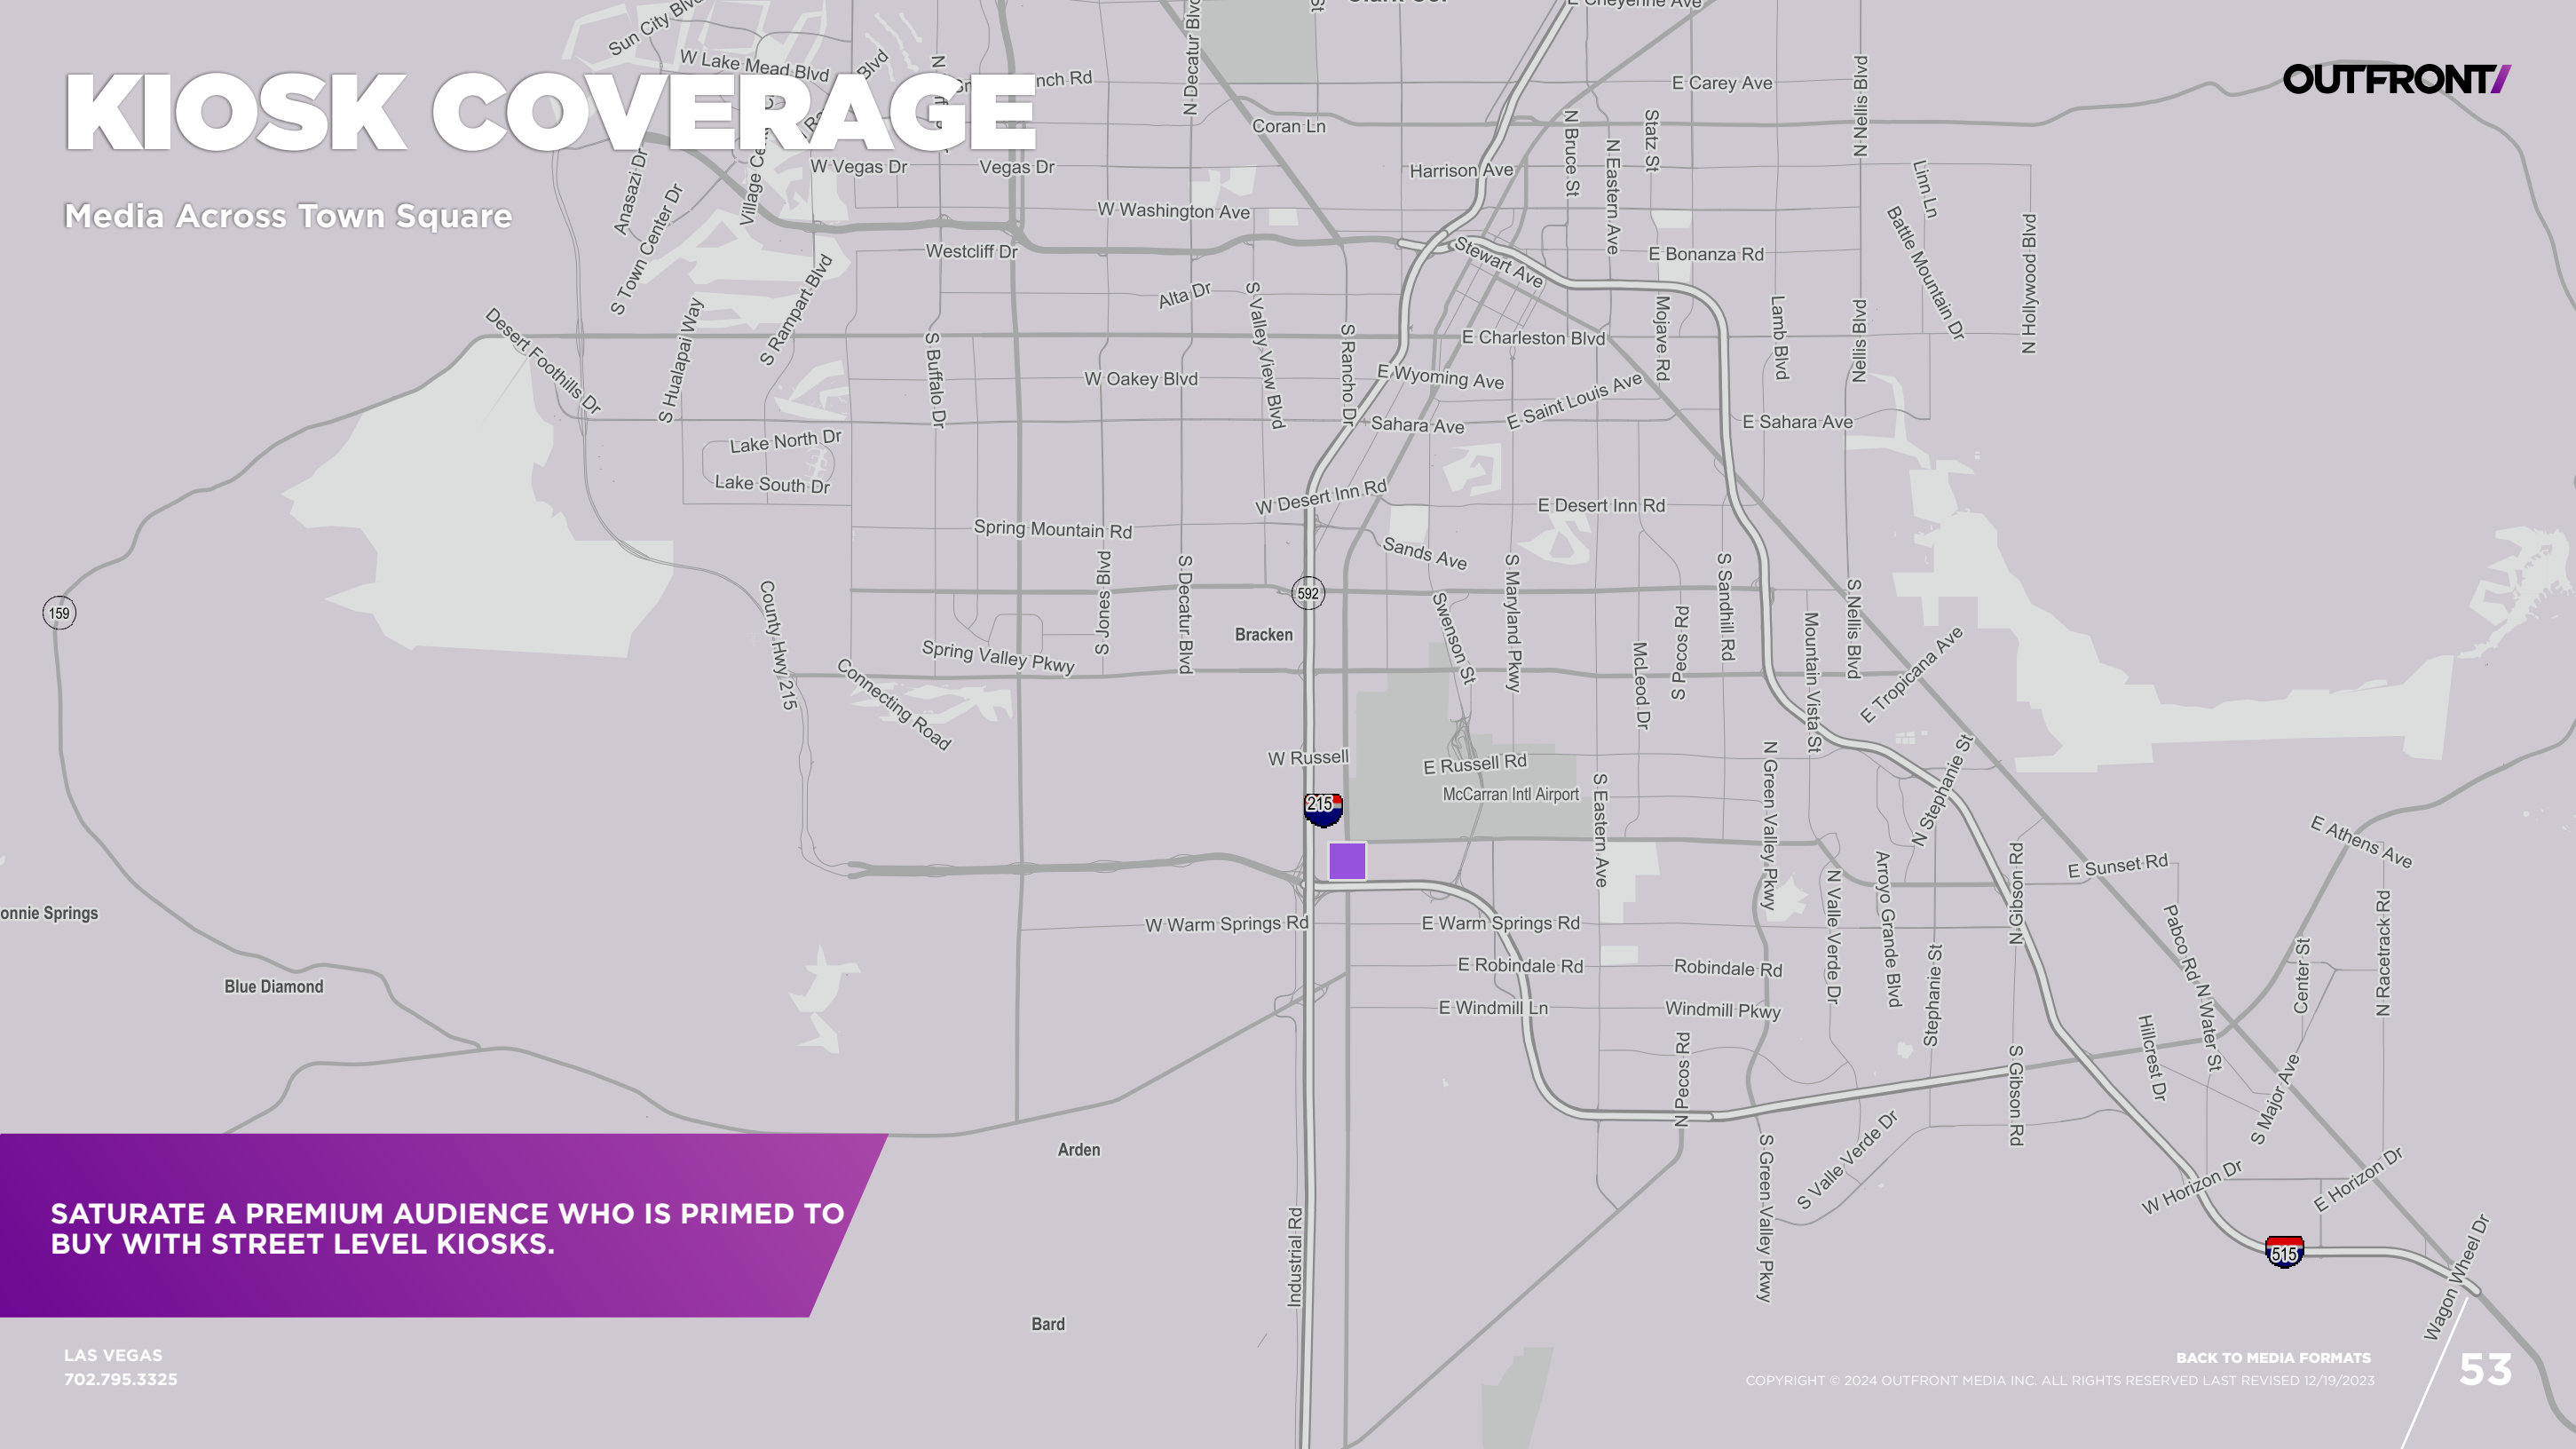 KIOSK COVERAGE
Media Across Town Square
OUTFRONT/
Sun City Blvd
W Lake Mead Blvd
Blvd
N
nch Rd
N Decatur Blvd
St
E Cheyenne Ave
E Carey Ave
N Nellis Blvd
Coran Ln
Anasazi Dr
S Town Center Dr
W Vegas Dr
Vegas Dr
Harrison Ave
N Bruce St
N Eastern Ave
Statz St
Linn Ln
Battle Mountain Dr
N Hollywood Blvd
W Washington Ave
Westcliff Dr
Stewart Ave
E Bonanza Rd
Alta Dr
Desert Foothills Dr
S Hualapai Way
S Rampart Blvd
S Buffalo Dr
S Valley View Blvd
S Rancho Dr
E Charleston Blvd
Mojave Rd
Lamb Blvd
Nellis Blvd
W Oakey Blvd
E Wyoming Ave
E Saint Louis Ave
Sahara Ave
E Sahara Ave
Lake North Dr
Lake South Dr
W Desert Inn Rd
E Desert Inn Rd
Spring Mountain Rd
Sands Ave
159
592
County Hwy 215
S Jones Blvd
S Decatur Blvd
Bracken
Swenson St
S Maryland Pkwy
McLeod Dr
S Pecos Rd
S Sandhill Rd
Mountain Vista St
S Nellis Blvd
E Tropicana Ave
Spring Valley Pkwy
Connecting Road
W Russell
E Russell Rd
215
McCarran Intl Airport
S Eastern Ave
N Green Valley Pkwy
N Stephanie St
E Athens Ave
E Sunset Rd
N Valle Verde Dr
Arroyo Grande Blvd
N Gibson Rd
onnie Springs
W Warm Springs Rd
E Warm Springs Rd
Pabco Rd
N Racetrack Rd
Center St
Blue Diamond
E Robindale Rd
Robindale Rd
Stephanie St
E Windmill Ln
Windmill Pkwy
N Water St
Hillcrest Dr
S Major Ave
N Pecos Rd
S Gibson Rd
Arden
S Green Valley Pkwy
S Valle Verde Dr
W Horizon Dr
E Horizon Dr
Industrial Rd
515
Wagon Wheel Dr
Bard
SATURATE A PREMIUM AUDIENCE WHO IS PRIMED TO
BUY WITH STREET LEVEL KIOSKS.
LAS VEGAS
702.795.3325
BACK TO MEDIA FORMATS
COPYRIGHT © 2024 OUTFRONT MEDIA INC. ALL RIGHTS RESERVED LAST REVISED 12/19/2023
53